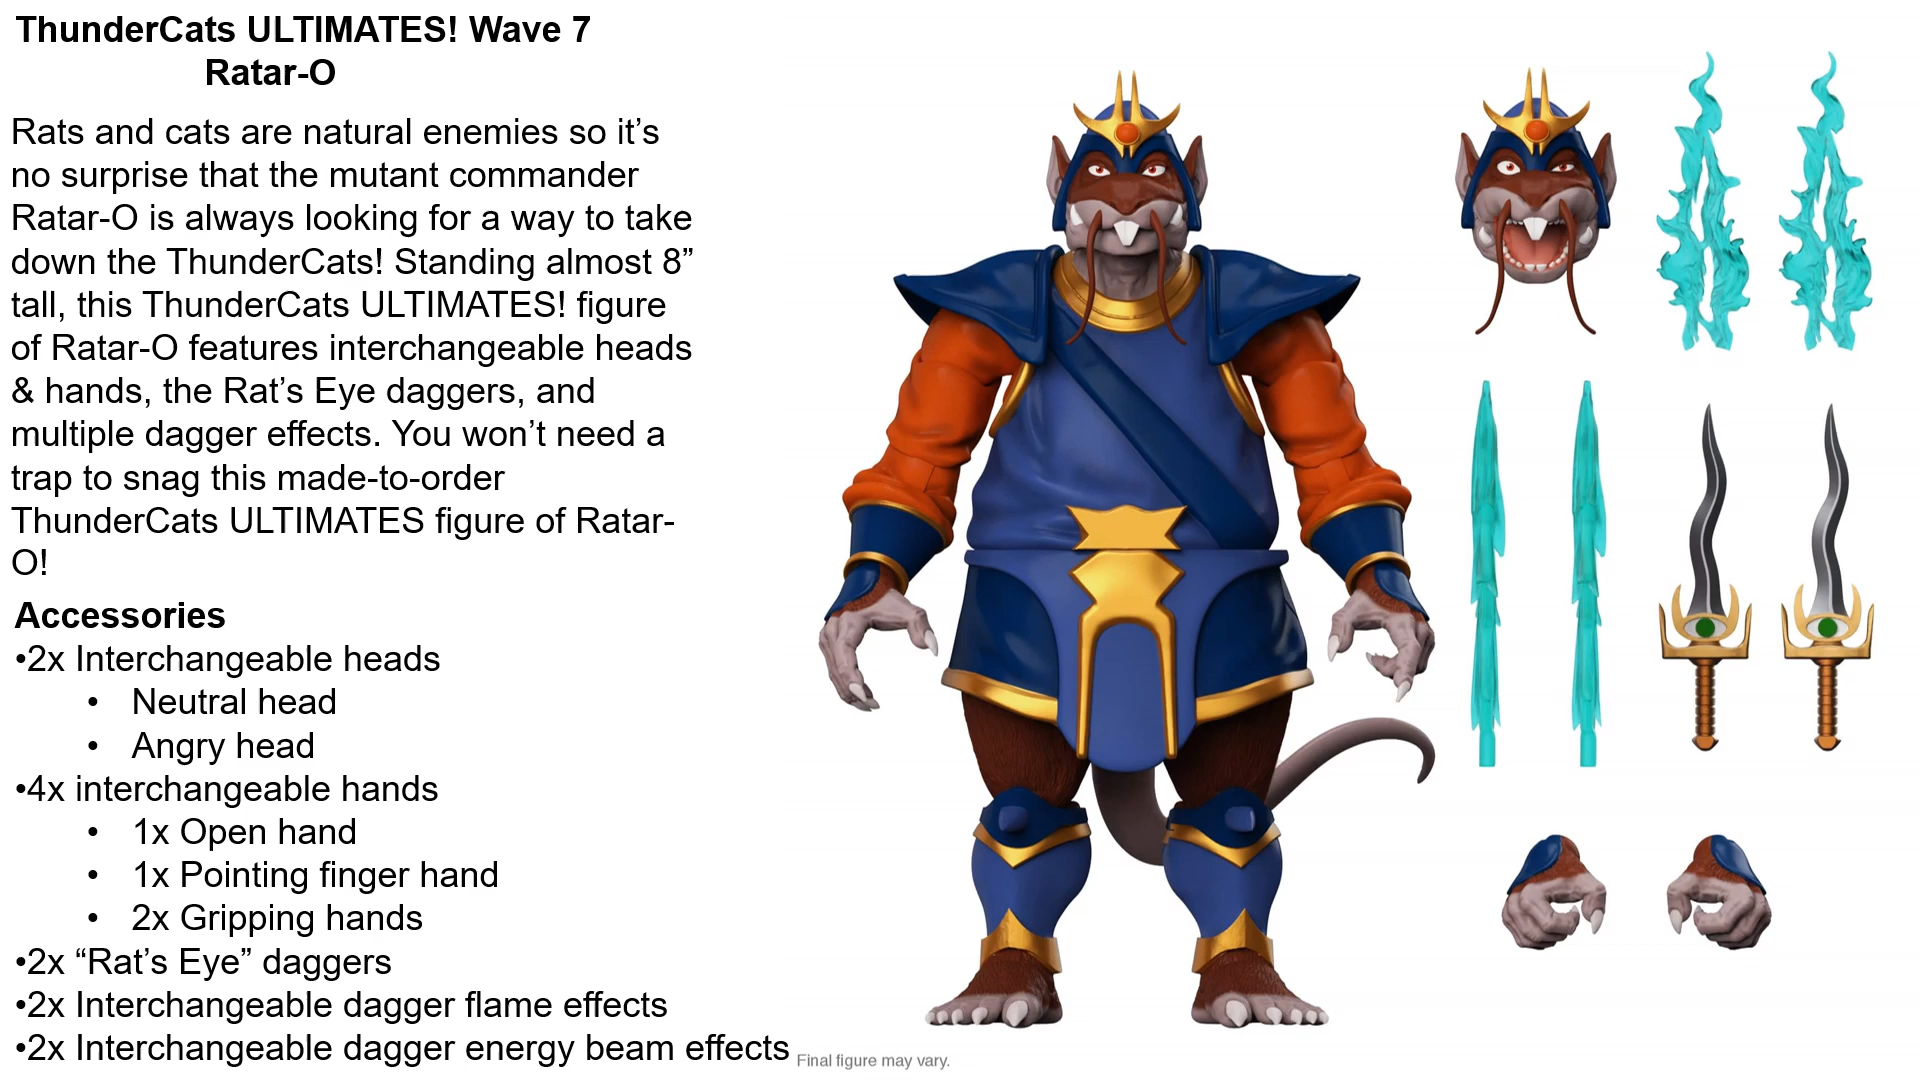 ThunderCats ULTIMATES! Wave 7
Ratar-O
Rats and cats are natural enemies so it’s
no surprise that the mutant commander
Ratar-O is always looking for a way to take
down the ThunderCats! Standing almost 8”
tall, this ThunderCats ULTIMATES! figure
of Ratar-O features interchangeable heads
& hands, the Rat’s Eye daggers, and
multiple dagger effects. You won’t need a
trap to snag this made-to-order
ThunderCats ULTIMATES figure of Ratar-
O!
Accessories
•2x Interchangeable heads
• Neutral head
• Angry head
•4x interchangeable hands
• 1x Open hand
• 1x Pointing finger hand
• 2x Gripping hands
•2x “Rat’s Eye” daggers
•2x Interchangeable dagger flame effects
•2x Interchangeable dagger energy beam effects
Final figure may vary.